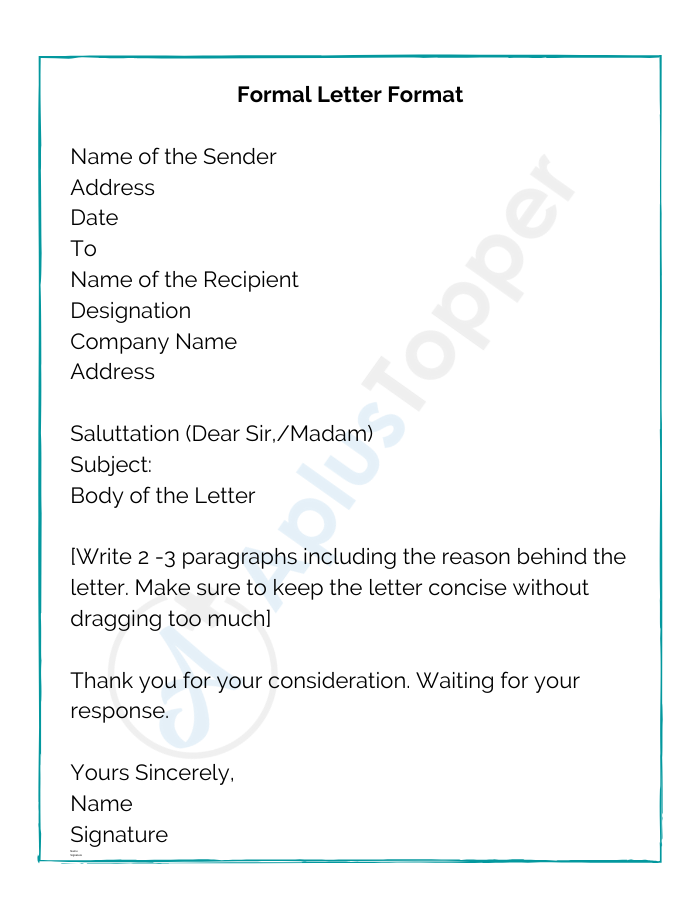 Formal Letter Format
Name of the Sender
Address
Date
To
Name of the Recipient
Designation
Company Name
Address
Saluttation (Dear Sir,/Madam)
Subject:
Body of the Letter
[Write 2 -3 paragraphs including the reason behind the
letter. Make sure to keep the letter concise without
dragging too much]
Thank you for your consideration. Waiting for your
response.
Yours Sincerely,
Name
Signature
AplusTopper